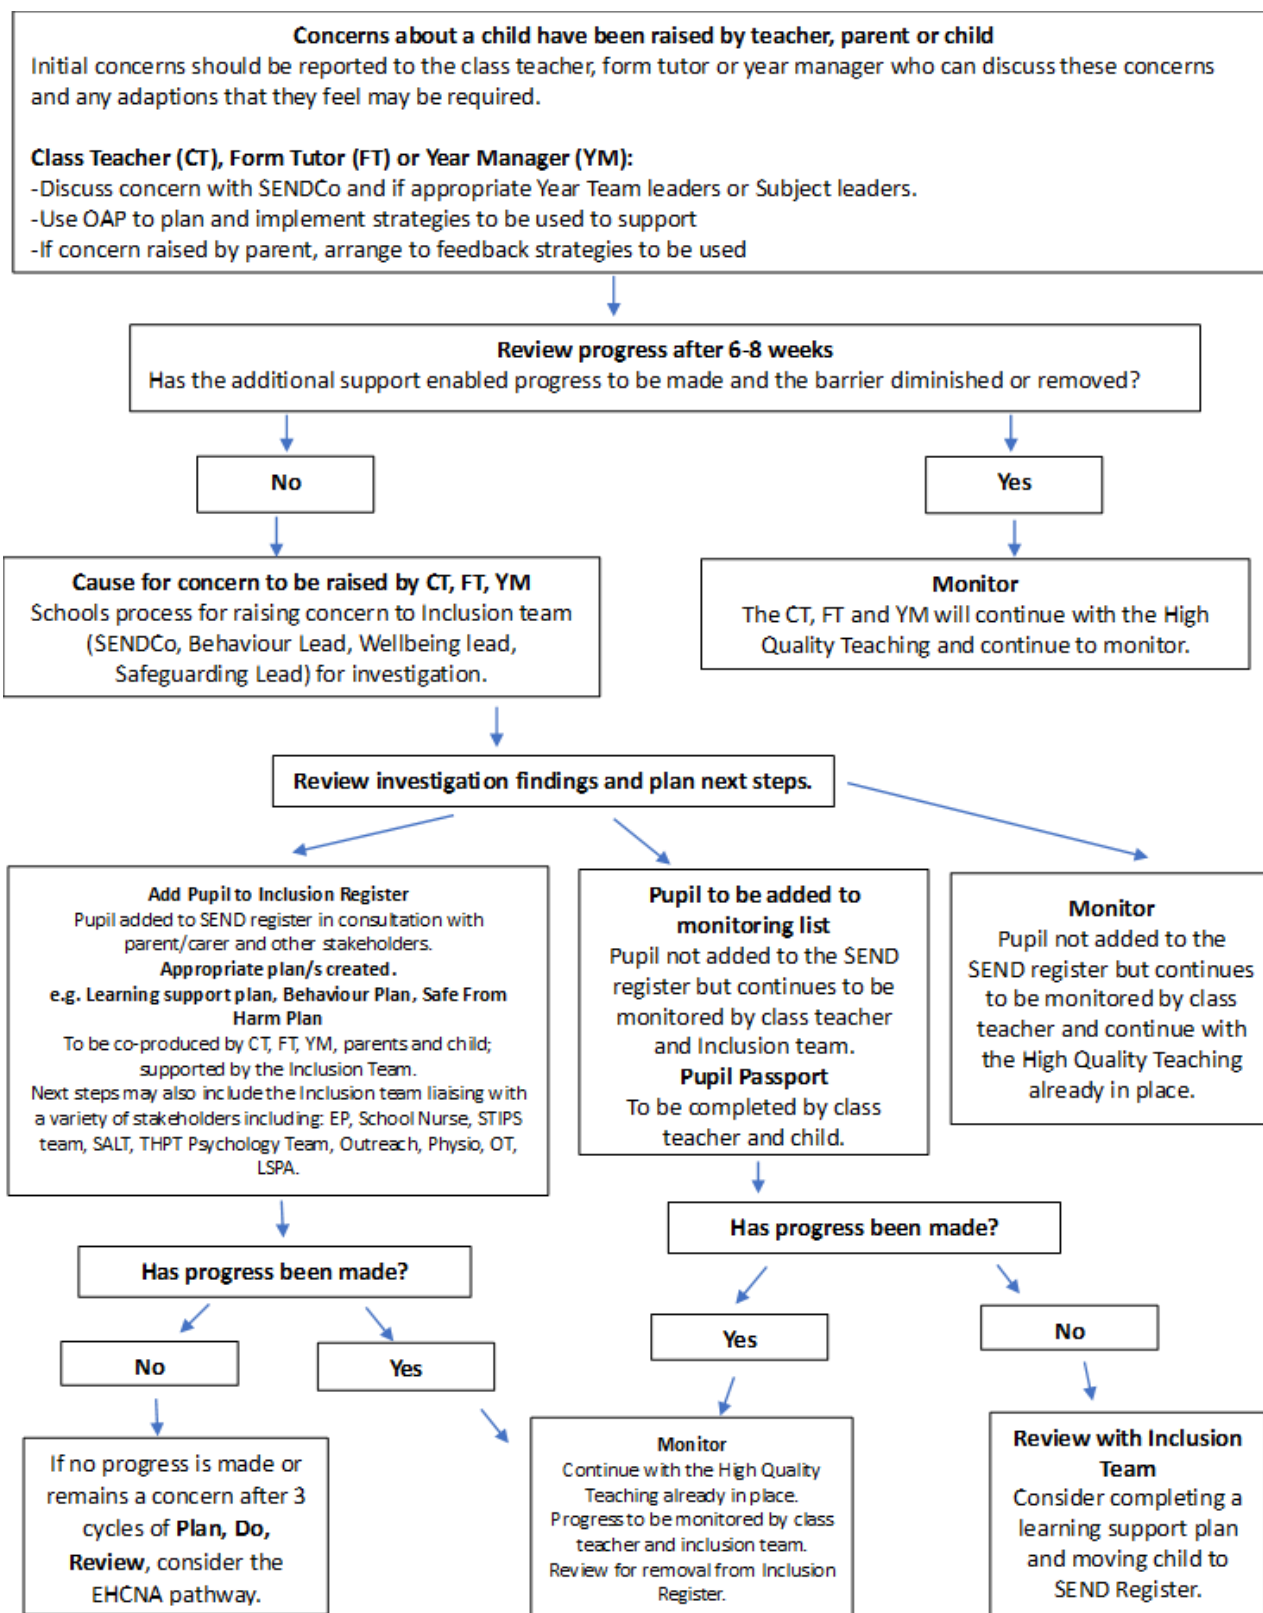 Concerns about a child have been raised by teacher, parent or child
Initial concerns should be reported to the class teacher, form tutor or year manager who can discuss these concerns
and any adaptions that they feel may be required.
Class Teacher (CT), Form Tutor (FT) or Year Manager (YM):
-Discuss concern with SENDCo and if appropriate Year Team leaders or Subject leaders.
-Use OAP to plan and implement strategies to be used to support
-If concern raised by parent, arrange to feedback strategies to be used
Review progress after 6-8 weeks
Has the additional support enabled progress to be made and the barrier diminished or removed?
No
Yes
Cause for concern to be raised by CT, FT, YM
Schools process for raising concern to Inclusion team
(SENDCo, Behaviour Lead, Wellbeing lead,
Safeguarding Lead) for investigation.
Monitor
The CT, FT and YM will continue with the High
Quality Teaching and continue to monitor.
Review investigation findings and plan next steps.
Add Pupil to Inclusion Register
Pupil added to SEND register in consultation with
parent/carer and other stakeholders.
Appropriate plan/s created.
e.g. Learning support plan, Behaviour Plan, Safe From
Harm Plan
To be co-produced by CT, FT, YM, parents and child;
supported by the Inclusion Team.
Next steps may also include the Inclusion team liaising with
a variety of stakeholders including: EP, School Nurse, STIPS
team, SALT, THPT Psychology Team, Outreach, Physio, OT,
LSPA.
Pupil to be added to
monitoring list
Pupil not added to the SEND
register but continues to be
monitored by class teacher
and Inclusion team.
Pupil Passport
To be completed by class
teacher and child.
Monitor
Pupil not added to the
SEND register but continues
to be monitored by class
teacher and continue with
the High Quality Teaching
already in place.
Has progress been made?
Has progress been made?
No
Yes
Yes
No
If no progress is made or
remains a concern after 3
cycles of Plan, Do,
Review, consider the
EHCNA pathway.
Monitor
Continue with the High Quality
Teaching already in place.
Progress to be monitored by class
teacher and inclusion team.
Review for removal from Inclusion
Register.
Review with Inclusion
Team
Consider completing a
learning support plan
and moving child to
SEND Register.